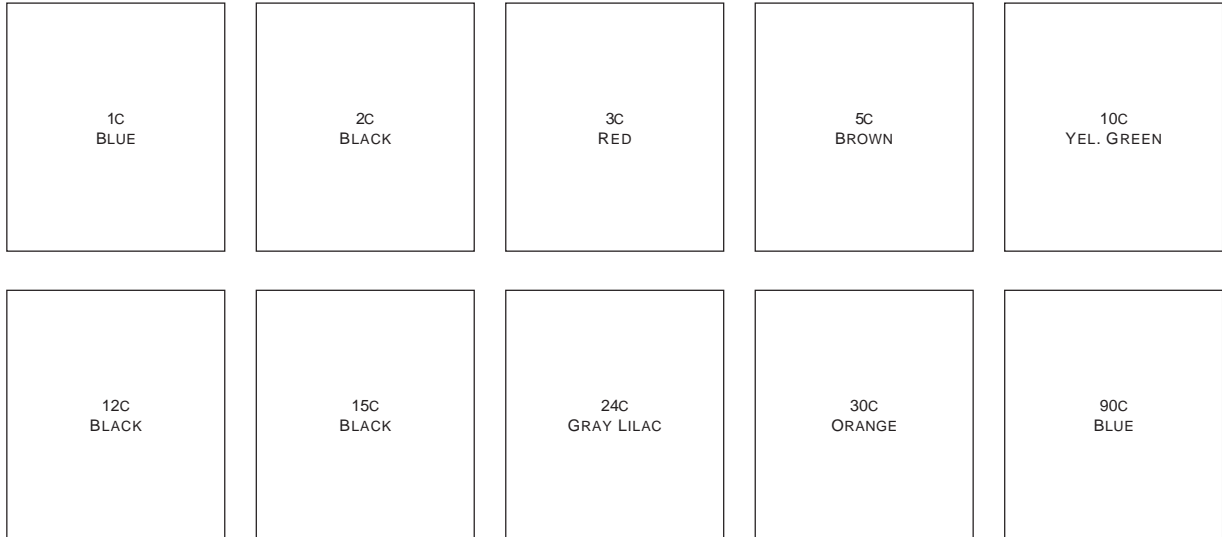 1C
BLUE
2C
BLACK
3C
RED
5C
BROWN
10C
YEL. GREEN
12C
BLACK
15C
BLACK
24C
GRAY LILAC
30C
ORANGE
90C
BLUE